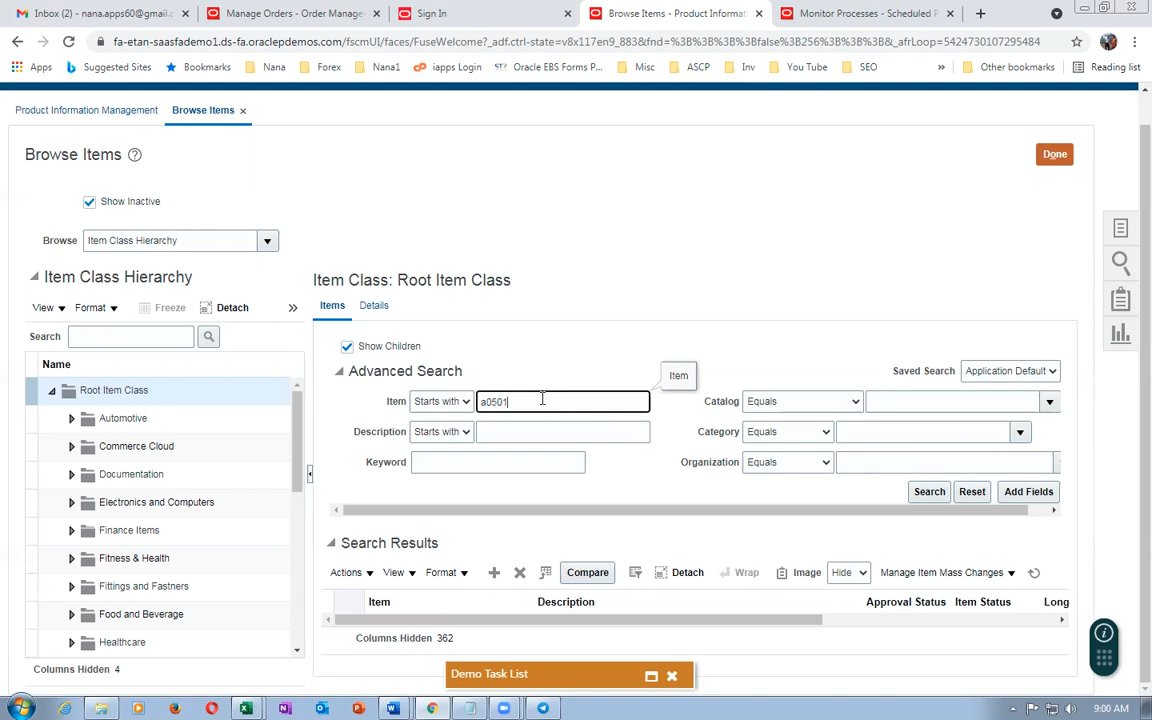 Inbox (2) - nana.apps60@gmail.c
Manage Orders - Order Manage
Sign In
Browse Items - Product Informat
Monitor Processes - Scheduled P
fa-etan-saasfademo1.ds-fa.oraclepdemos.com/fscmUI/faces/FuseWelcome?_adf.ctrl-state=v8x117en9_883&fnd=%3B%3B%3B%3Bfalse%3B256%3B%3B%3B&_afrLoop=5424730107295484
Apps
Suggested Sites
Bookmarks
Nana
Forex
Nana1
iapps Login
Oracle EBS Forms P...
Misc
ASCP
Inv
You Tube
SEO
»
Other bookmarks
Reading list
Product Information Management
Browse Items
Browse Items
Done
Show Inactive
Browse
Item Class Hierarchy
Item Class Hierarchy
View
Format
Freeze
Detach
»
Search
Name
Root Item Class
Automotive
Commerce Cloud
Documentation
Electronics and Computers
Finance Items
Fitness & Health
Fittings and Fastners
Food and Beverage
Healthcare
Columns Hidden 4
Item Class: Root Item Class
Items
Details
Show Children
Advanced Search
Item
Saved Search
Application Default
Item
Starts with
a0501
Catalog
Equals
Description
Starts with
Category
Equals
Keyword
Organization
Equals
Search
Reset
Add Fields
Search Results
Actions
View
Format
Compare
Detach
Wrap
Image
Hide
Manage Item Mass Changes
Item
Description
Approval Status
Item Status
Long
Columns Hidden 362
Demo Task List
9:00 AM